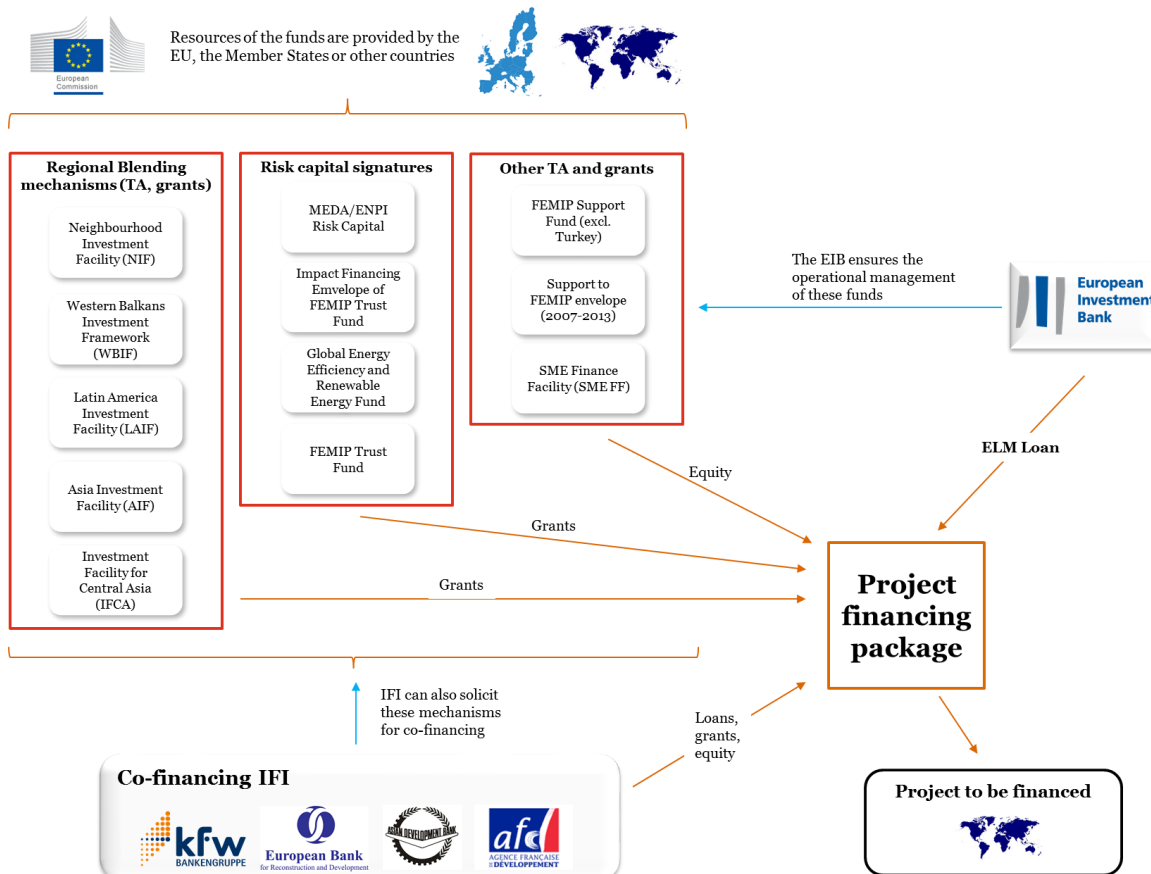 European
Commission
Resources of the funds are provided by the
EU, the Member States or other countries
Regional Blending
mechanisms (TA, grants)
Neighbourhood
Investment
Facility (NIF)
Western Balkans
Investment
Framework
(WBIF)
Latin America
Investment
Facility (LAIF)
Asia Investment
Facility (AIF)
Investment
Facility for
Central Asia
(IFCA)
Risk capital signatures
MEDA/ENPI
Risk Capital
Impact Financing
Emvelope of
FEMIP Trust
Fund
Global Energy
Efficiency and
Renewable
Energy Fund
FEMIP Trust
Fund
Other TA and grants
FEMIP Support
Fund (excl.
Turkey)
Support to
FEMIP envelope
(2007-2013)
SME Finance
Facility (SME FF)
The EIB ensures the
operational management
of these funds
European
Investment
Bank
ELM Loan
Equity
Grants
Grants
Project
financing
package
IFI can also solicit
these mechanisms
for co-financing
Loans,
grants,
equity
Co-financing IFI
kfw
BANKENGRUPPE
European Bank
for Reconstruction and Development
ASIAN DEVELOPMENT BANK
afd
AGENCE FRANÇAISE
DE DÉVELOPPEMENT
Project to be financed